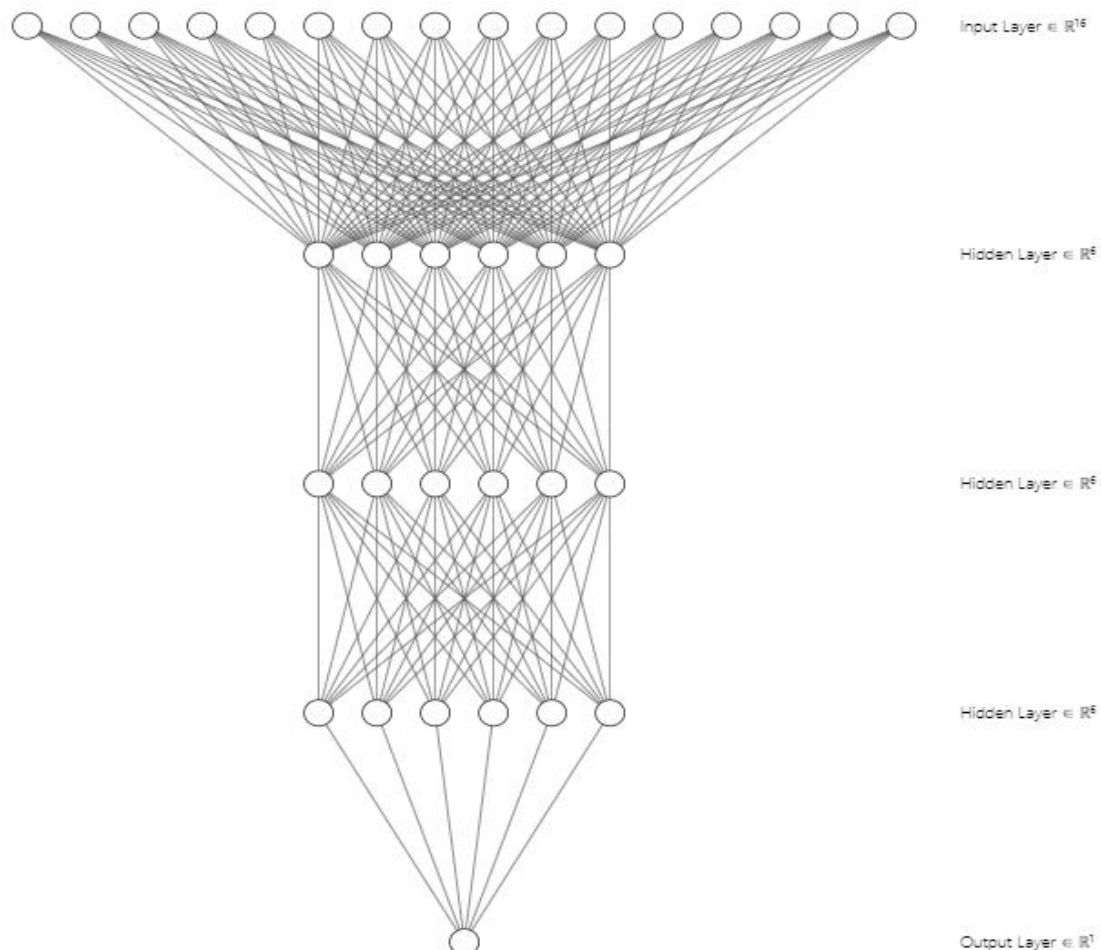 Input Layer ∈ ℝ¹⁶
Hidden Layer ∈ ℝ⁶
Hidden Layer ∈ ℝ⁶
Hidden Layer ∈ ℝ⁶
Output Layer ∈ ℝ¹